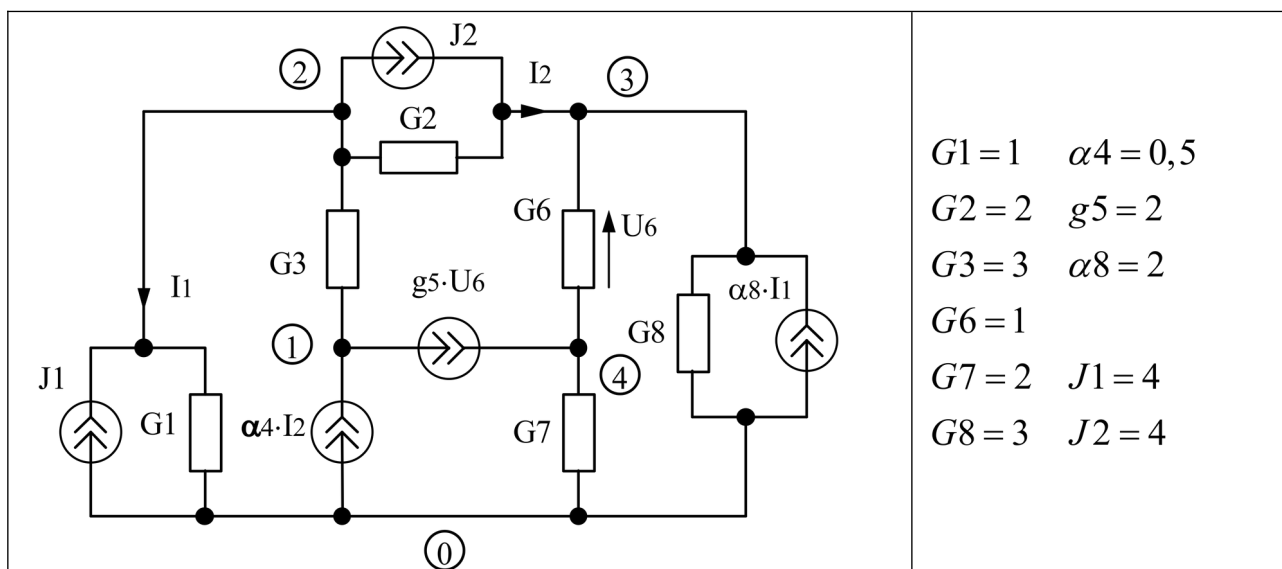 J2
2
I2
3
G2
G1 = 1 α4 = 0,5
G6
G2 = 2 g5 = 2
U6
G3
G3 = 3 α8 = 2
g5·U6
I1
α8·I1
G8
G6 = 1
1
4
J1
G7 = 2 J1 = 4
G1
α4·I2
G7
G8 = 3 J2 = 4
0